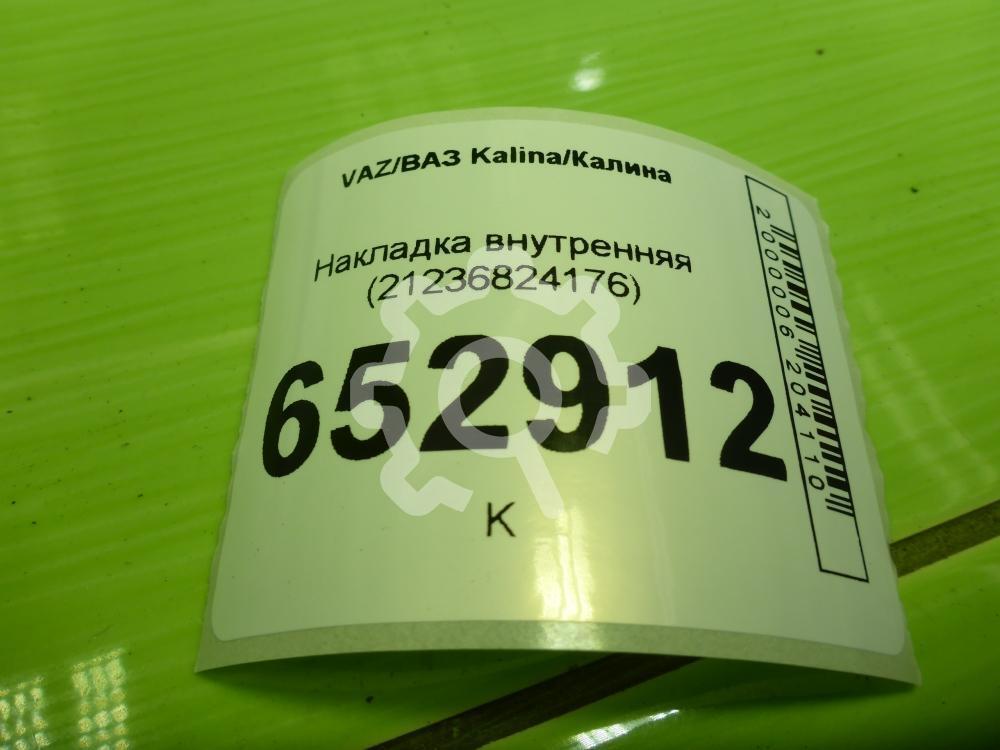 VAZ/ВАЗ Kalina/Калина
Накладка внутренняя
(21236824176)
652912
К
2000006204110